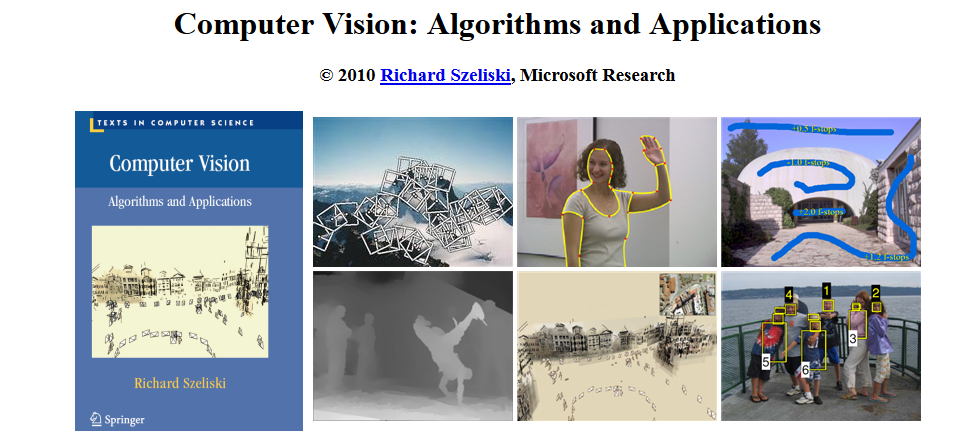 Computer Vision: Algorithms and Applications
© 2010 Richard Szeliski, Microsoft Research
TEXTS IN COMPUTER SCIENCE
Computer Vision
Algorithms and Applications
Richard Szeliski
Springer
+0.5 f-stops
-1.0 f-stops
+2.0 f-stops
+1.2 f-stops
4
1
2
3
5
6